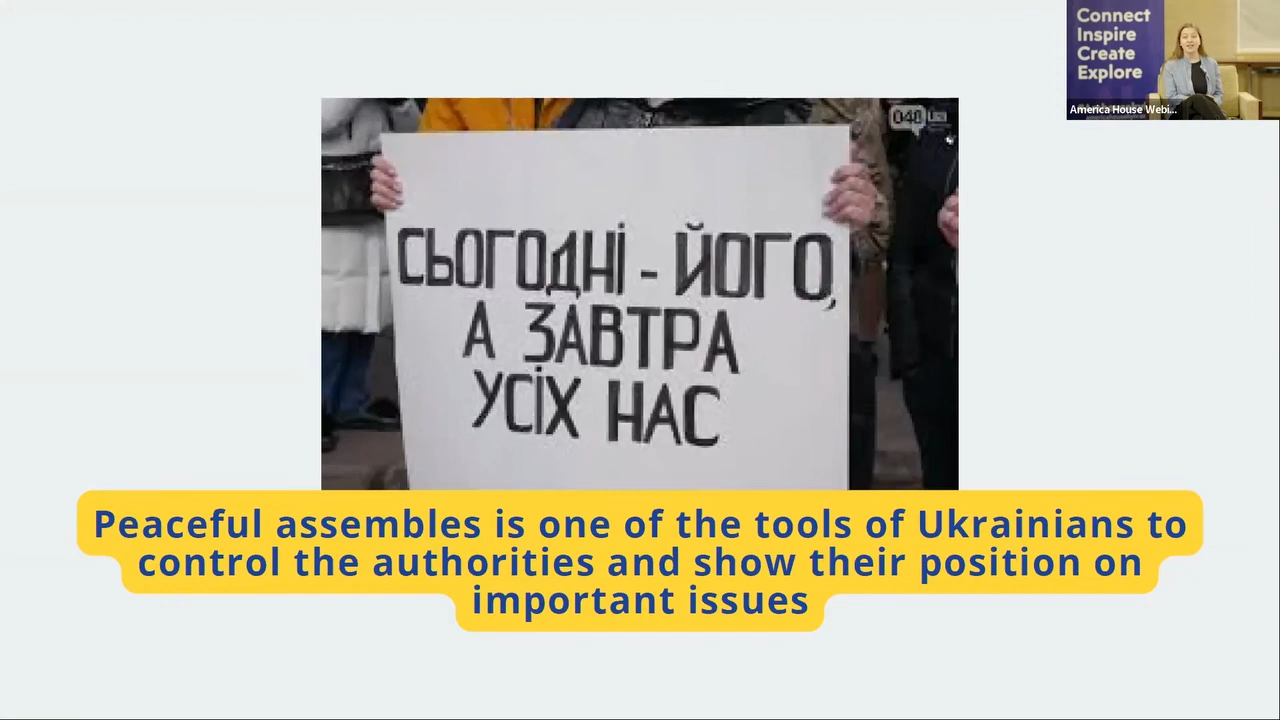 Connect
Inspire
Create
Explore
America House Webi...
048
СЬОГОДНІ - ЙОГО,
А ЗАВТРА
УСІХ НАС
Peaceful assembles is one of the tools of Ukrainians to
control the authorities and show their position on
important issues